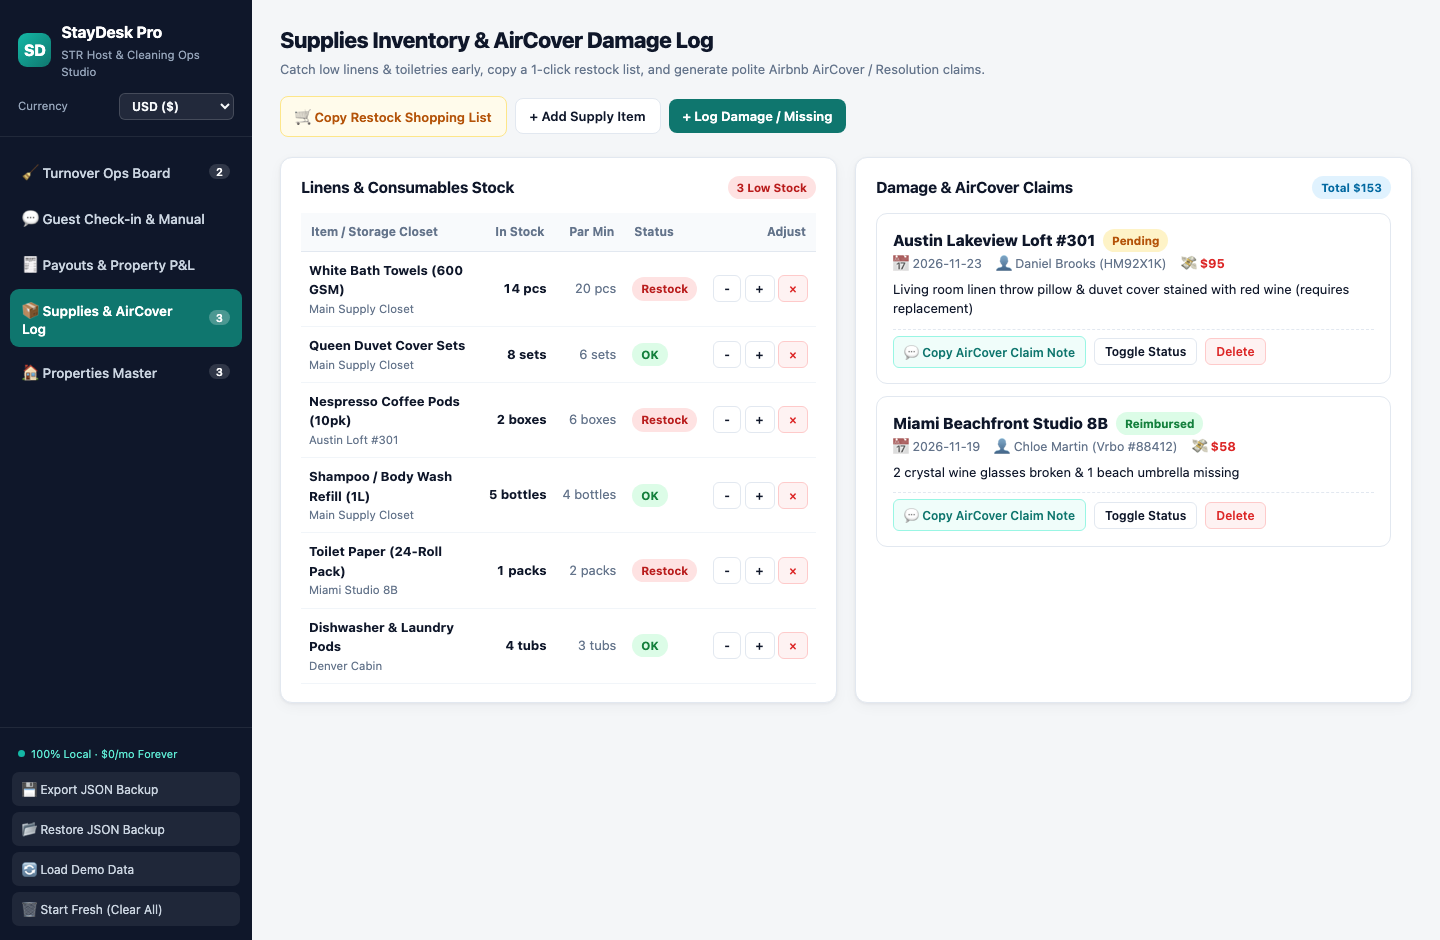 SD
StayDesk Pro
STR Host & Cleaning Ops
Studio
Currency
USD ($)
🧹 Turnover Ops Board 2
💬 Guest Check-in & Manual
🧾 Payouts & Property P&L
📦 Supplies & AirCover
Log 3
🏠 Properties Master 3
100% Local · $0/mo Forever
💾 Export JSON Backup
📂 Restore JSON Backup
🔄 Load Demo Data
🗑️ Start Fresh (Clear All)
Supplies Inventory & AirCover Damage Log
Catch low linens & toiletries early, copy a 1-click restock list, and generate polite Airbnb AirCover / Resolution claims.
🛒 Copy Restock Shopping List + Add Supply Item + Log Damage / Missing
Linens & Consumables Stock 3 Low Stock
Item / Storage Closet In Stock Par Min Status Adjust
White Bath Towels (600
GSM)
Main Supply Closet
14 pcs 20 pcs Restock - + ×
Queen Duvet Cover Sets
Main Supply Closet
8 sets 6 sets OK - + ×
Nespresso Coffee Pods
(10pk)
Austin Loft #301
2 boxes 6 boxes Restock - + ×
Shampoo / Body Wash
Refill (1L)
Main Supply Closet
5 bottles 4 bottles OK - + ×
Toilet Paper (24-Roll
Pack)
Miami Studio 8B
1 packs 2 packs Restock - + ×
Dishwasher & Laundry
Pods
Denver Cabin
4 tubs 3 tubs OK - + ×
Damage & AirCover Claims Total $153
Austin Lakeview Loft #301 Pending
📅 2026-11-23 👤 Daniel Brooks (HM92X1K) 💸 $95
Living room linen throw pillow & duvet cover stained with red wine (requires
replacement)
💬 Copy AirCover Claim Note Toggle Status Delete
Miami Beachfront Studio 8B Reimbursed
📅 2026-11-19 👤 Chloe Martin (Vrbo #88412) 💸 $58
2 crystal wine glasses broken & 1 beach umbrella missing
💬 Copy AirCover Claim Note Toggle Status Delete